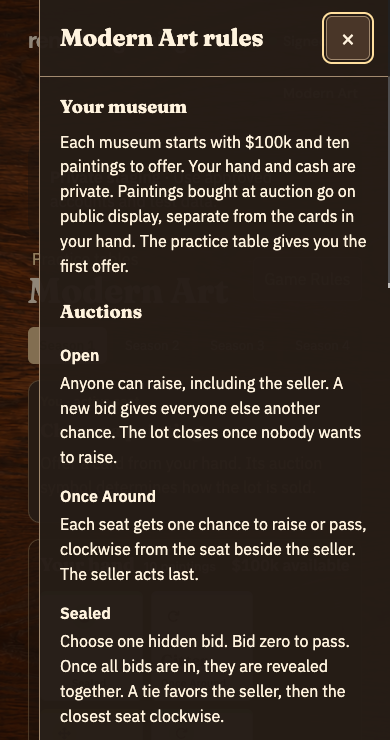 Modern Art rules
×
Your museum
Each museum starts with $100k and ten
paintings to offer. Your hand and cash are
private. Paintings bought at auction go on
public display, separate from the cards in
your hand. The practice table gives you the
first offer.
Auctions
Open
Anyone can raise, including the seller. A
new bid gives everyone else another
chance. The lot closes once nobody wants
to raise.
Once Around
Each seat gets one chance to raise or pass,
clockwise from the seat beside the seller.
The seller acts last.
Sealed
Choose one hidden bid. Bid zero to pass.
Once all bids are in, they are revealed
together. A tie favors the seller, then the
closest seat clockwise.